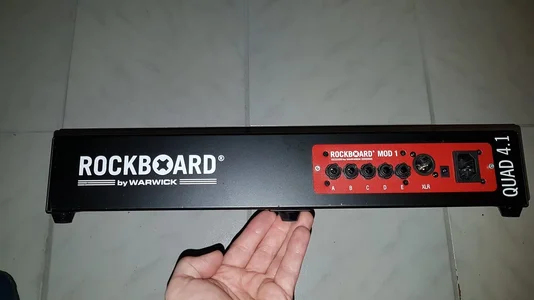 ROCKBOARD®
by WARWICK
ROCKBOARD® MOD 1
A B C D E XLR
QUAD 4.1